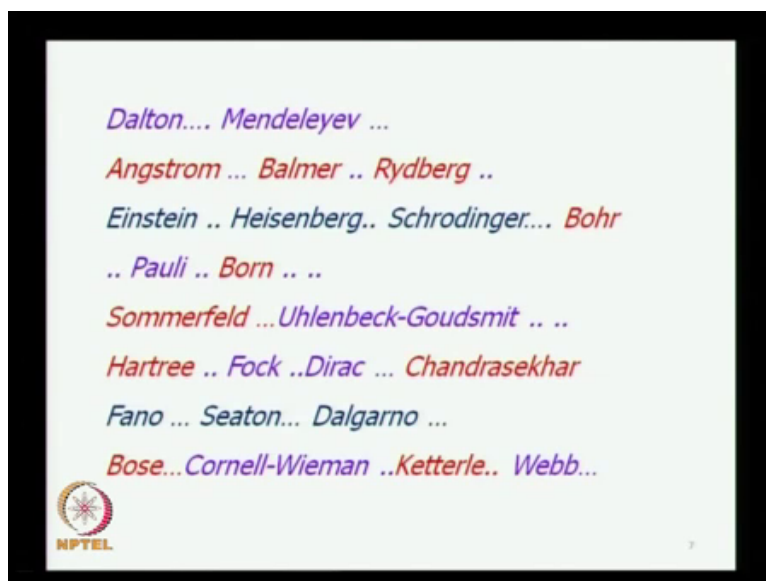 Dalton.... Mendeleyev ...
Angstrom ... Balmer .. Rydberg ..
Einstein .. Heisenberg.. Schrodinger.... Bohr
.. Pauli .. Born .. ..
Sommerfeld ...Uhlenbeck-Goudsmit .. ..
Hartree .. Fock ..Dirac ... Chandrasekhar
Fano ... Seaton... Dalgarno ...
Bose...Cornell-Wieman ..Ketterle.. Webb...
NPTEL
7